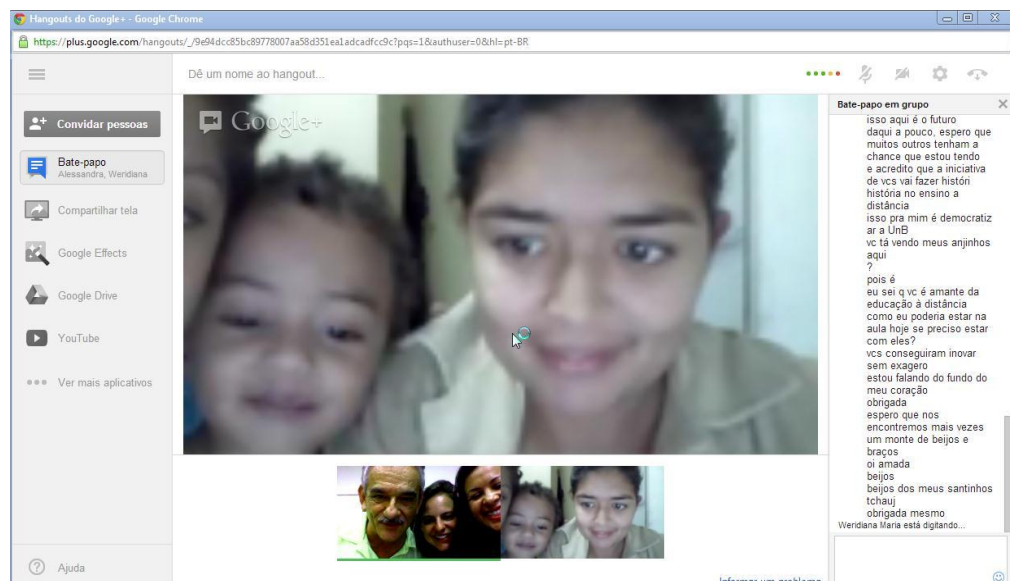 Hangouts do Google+ - Google Chrome
https://plus.google.com/hangouts/_/9e94dcc85bc89778007aa58d351ea1adcadfcc9c?pqs=1&authuser=0&hl=pt-BR
Dê um nome ao hangout...
Convidar pessoas
Bate-papo
Alessandra, Weridiana
Compartilhar tela
Google Effects
Google Drive
YouTube
Ver mais aplicativos
Ajuda
Google+
Bate-papo em grupo
isso aqui é o futuro
daqui a pouco, espero que
muitos outros tenham a
chance que estou tendo
e acredito que a iniciativa
de vcs vai fazer históri
história no ensino a
distância
isso pra mim é democratiz
ar a UnB
vc tá vendo meus anjinhos
aqui
?
pois é
eu sei q vc é amante da
educação à distância
como eu poderia estar na
aula hoje se preciso estar
com eles?
vcs conseguiram inovar
sem exagero
estou falando do fundo do
meu coração
obrigada
espero que nos
encontremos mais vezes
um monte de beijos e
braços
oi amada
beijos
beijos dos meus santinhos
tchauj
obrigada mesmo
Weridiana Maria está digitando...
Informar um problema